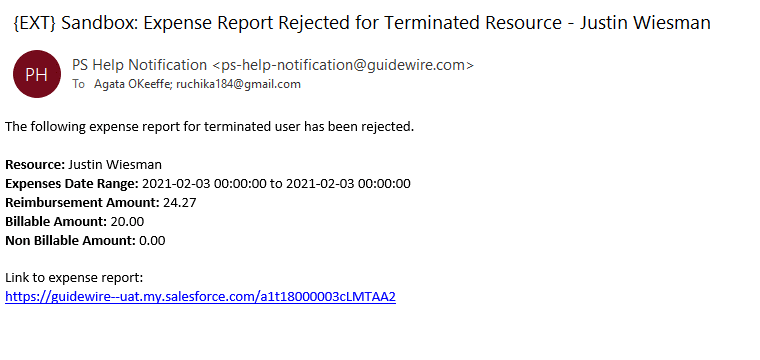 {EXT} Sandbox: Expense Report Rejected for Terminated Resource - Justin Wiesman
PH
PS Help Notification <ps-help-notification@guidewire.com>
To Agata OKeeffe; ruchika184@gmail.com
The following expense report for terminated user has been rejected.
Resource: Justin Wiesman
Expenses Date Range: 2021-02-03 00:00:00 to 2021-02-03 00:00:00
Reimbursement Amount: 24.27
Billable Amount: 20.00
Non Billable Amount: 0.00
Link to expense report:
https://guidewire--uat.my.salesforce.com/a1t18000003cLMTAA2